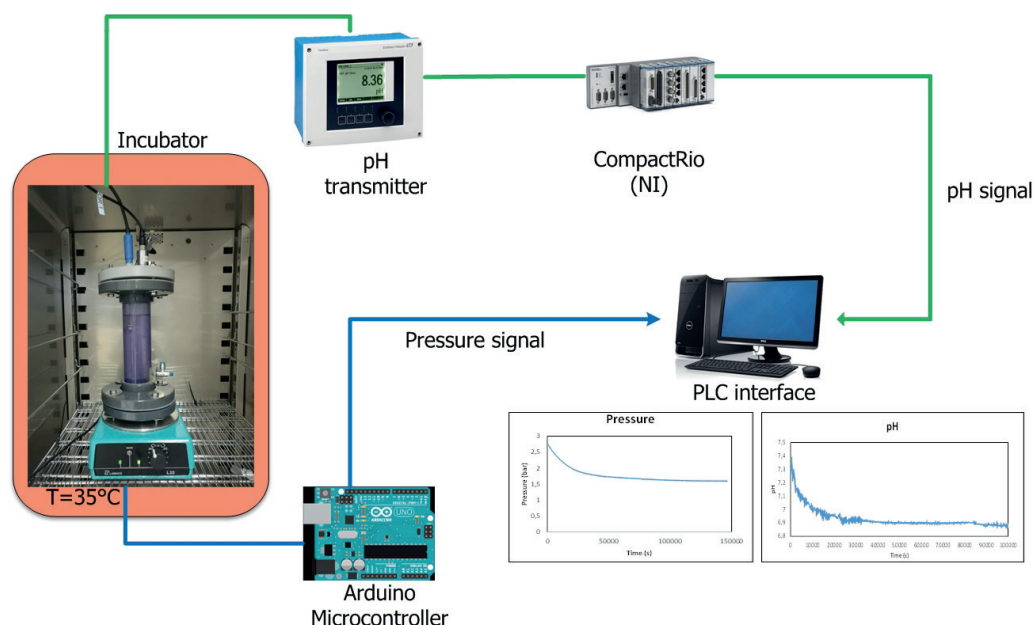 8.36
pH
Incubator
pH
transmitter
CompactRio
(NI)
pH signal
Pressure signal
PLC interface
T=35°C
ARDUINO
UNO
Arduino
Microcontroller
Pressure
3
2,5
2
1,5
1
0,5
0
Pressure (bar)
0
50000
100000
150000
Time (s)
pH
7,5
7,4
7,3
7,2
7,1
7
6,9
6,8
pH
0
10000
20000
30000
40000
50000
60000
70000
80000
90000
100000
Time (s)